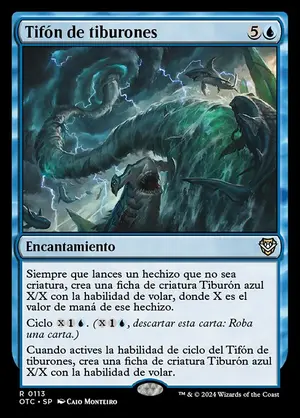 Tifón de tiburones 5
Encantamiento
Siempre que lances un hechizo que no sea
criatura, crea una ficha de criatura Tiburón azul
X/X con la habilidad de volar, donde X es el
valor de maná de ese hechizo.
Ciclo X 1 . (X 1 , descartar esta carta: Roba
una carta.)
Cuando actives la habilidad de ciclo del Tifón
de tiburones, crea una ficha de criatura Tiburón azul
X/X con la habilidad de volar.
R 0113
OTC • SP Caio Monteiro
™ & © 2024 Wizards of the Coast